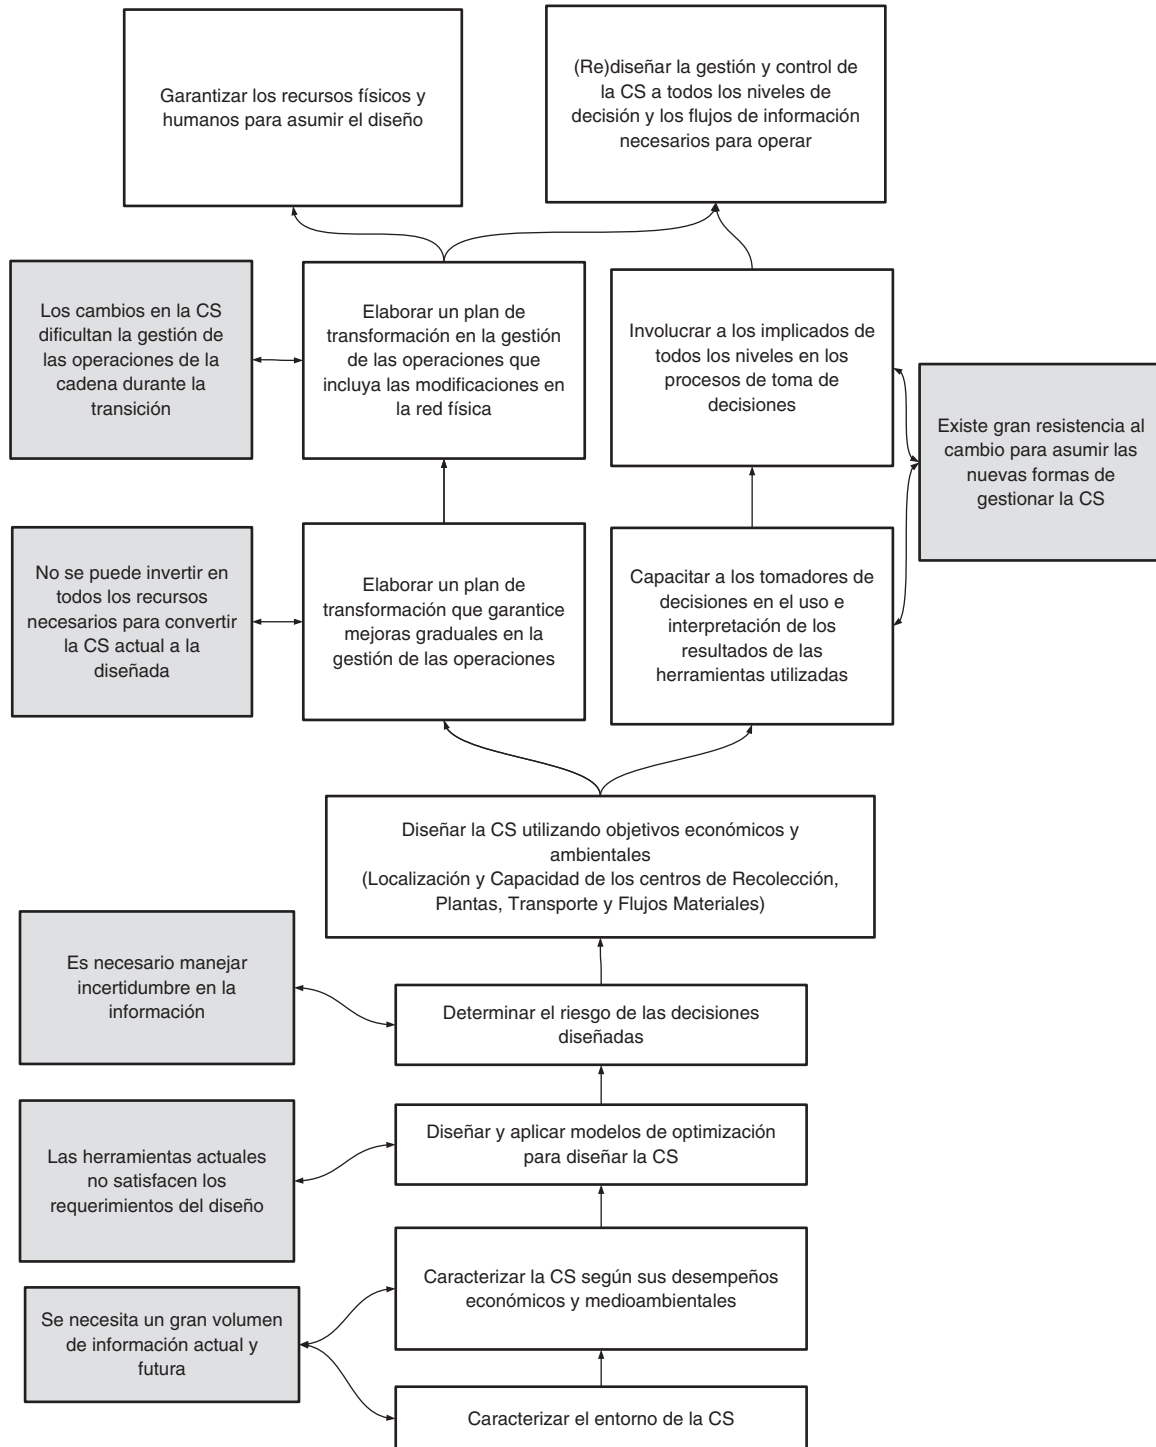 Garantizar los recursos físicos y
humanos para asumir el diseño
(Re)diseñar la gestión y control de
la CS a todos los niveles de
decisión y los flujos de información
necesarios para operar
Los cambios en la CS
dificultan la gestión de
las operaciones de la
cadena durante la
transición
Elaborar un plan de
transformación en la gestión
de las operaciones que
incluya las modificaciones en
la red física
Involucrar a los implicados de
todos los niveles en los
procesos de toma de
decisiones
Existe gran resistencia al
cambio para asumir las
nuevas formas de
gestionar la CS
No se puede invertir en
todos los recursos
necesarios para convertir
la CS actual a la
diseñada
Elaborar un plan de
transformación que garantice
mejoras graduales en la
gestión de las operaciones
Capacitar a los tomadores de
decisiones en el uso e
interpretación de los
resultados de las
herramientas utilizadas
Diseñar la CS utilizando objetivos económicos y
ambientales
(Localización y Capacidad de los centros de Recolección,
Plantas, Transporte y Flujos Materiales)
Es necesario manejar
incertidumbre en la
información
Determinar el riesgo de las decisiones
diseñadas
Las herramientas actuales
no satisfacen los
requerimientos del diseño
Diseñar y aplicar modelos de optimización
para diseñar la CS
Caracterizar la CS según sus desempeños
económicos y medioambientales
Se necesita un gran volumen
de información actual y
futura
Caracterizar el entorno de la CS